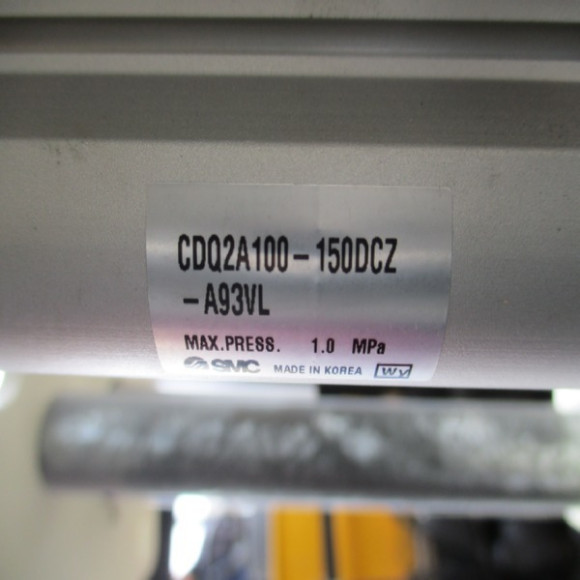 CDQ2A100-150DCZ
-A93VL
MAX.PRESS. 1.0 MPa
SMC MADE IN KOREA Wy